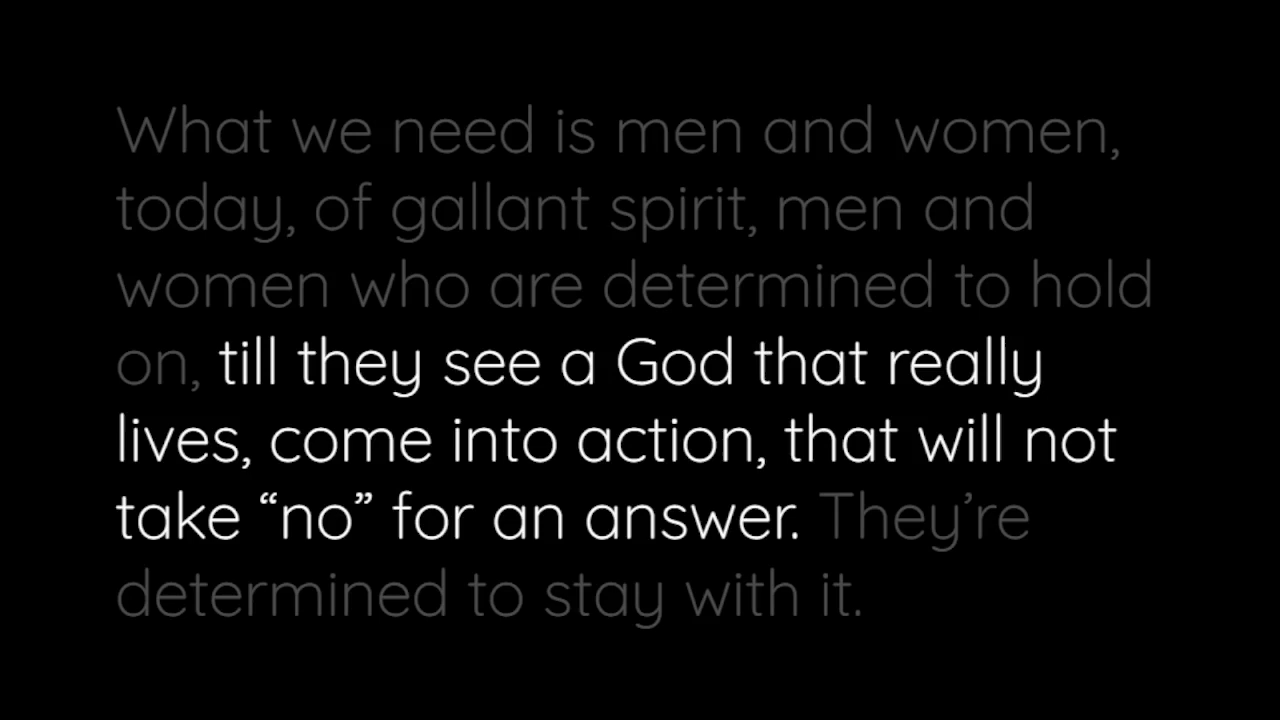 What we need is men and women,
today, of gallant spirit, men and
women who are determined to hold
on, till they see a God that really
lives, come into action, that will not
take “no” for an answer. They’re
determined to stay with it.